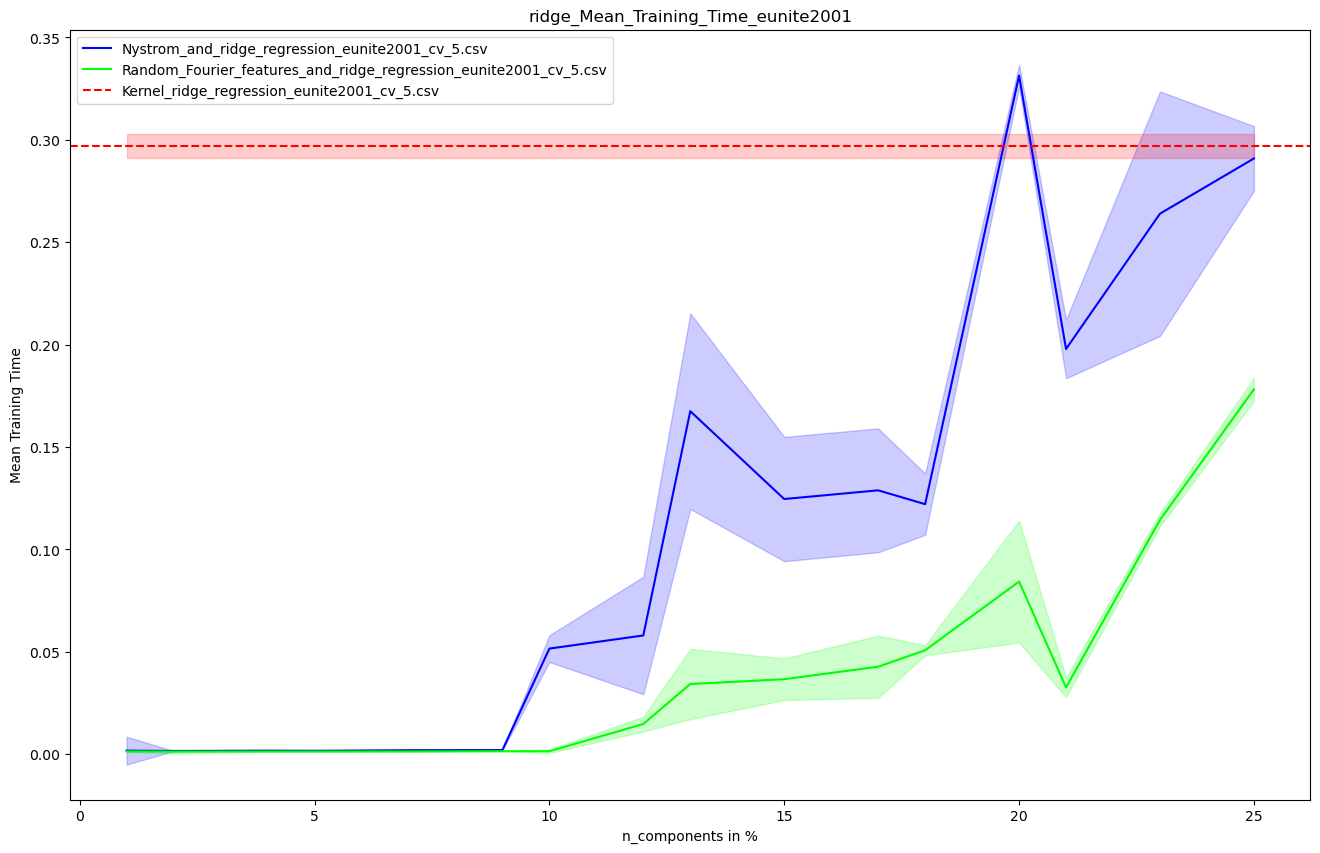 ridge_Mean_Training_Time_eunite2001
Nystrom_and_ridge_regression_eunite2001_cv_5.csv
Random_Fourier_features_and_ridge_regression_eunite2001_cv_5.csv
Kernel_ridge_regression_eunite2001_cv_5.csv
Mean Training Time
0.35
0.30
0.25
0.20
0.15
0.10
0.05
0.00
0 5 10 15 20 25
n_components in %